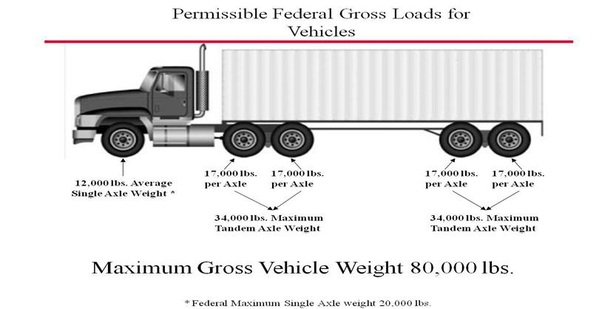 Permissible Federal Gross Loads for
Vehicles
17,000 lbs. 17,000 lbs. 17,000 lbs. 17,000 lbs.
per Axle per Axle per Axle per Axle
12,000 lbs. Average
Single Axle Weight *
34,000 lbs. Maximum 34,000 lbs. Maximum
Tandem Axle Weight Tandem Axle Weight
Maximum Gross Vehicle Weight 80,000 lbs.
* Federal Maximum Single Axle weight 20,000 lbs.